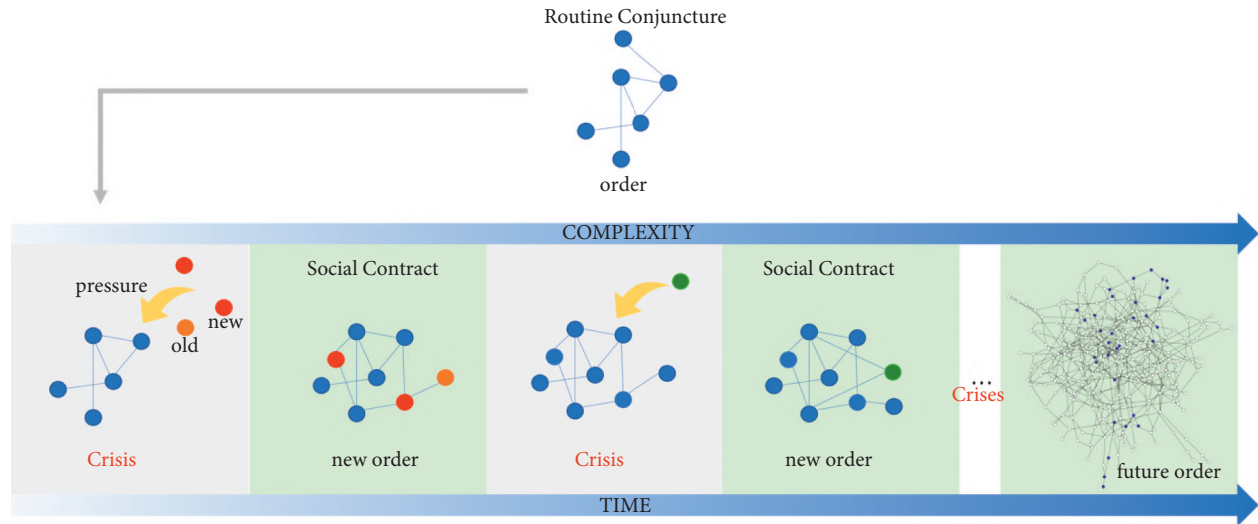 Routine Conjuncture
order
COMPLEXITY
pressure
new
old
Crisis
Social Contract
new order
Crisis
Social Contract
new order
...
Crises
future order
TIME